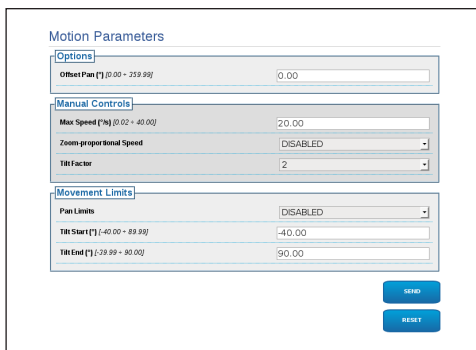 Motion Parameters
Options
Offset Pan (°) [0.00 ÷ 359.99] 0.00
Manual Controls
Max Speed (°/s) [0.02 ÷ 40.00] 20.00
Zoom-proportional Speed DISABLED
Tilt Factor 2
Movement Limits
Pan Limits DISABLED
Tilt Start (°) [-40.00 ÷ 89.99] -40.00
Tilt End (°) [-39.99 ÷ 90.00] 90.00
SEND
RESET